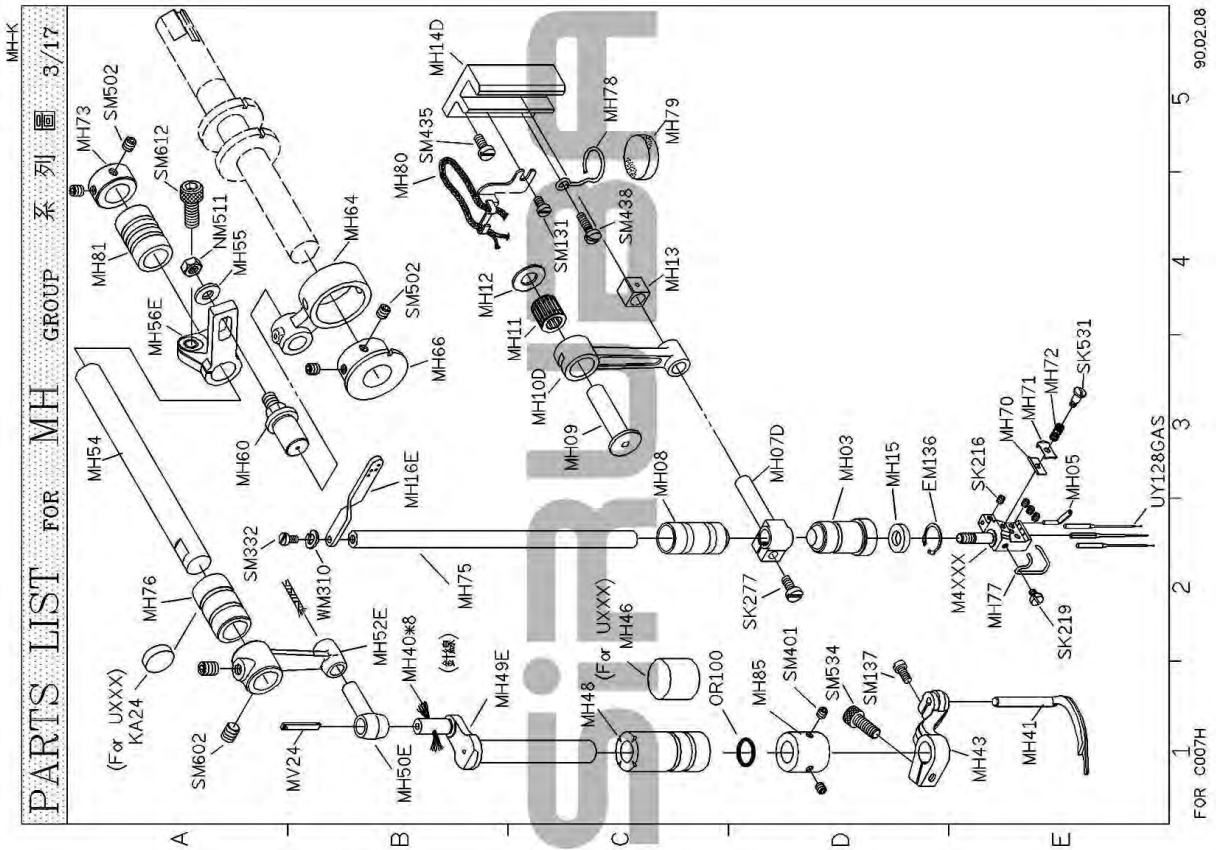 MH-K
PARTS LIST FOR MH GROUP 系 列 圖 3/17
(For UXXX)
KA24
MH76
MH54
MH60
MH56E
MH55
NM511
SM612
MH81
MH73
SM502
SM602
MV24
MH50E
MH52E
WM310
SM332
MH16E
MH66
SM502
MH64
MH40*8
(針線)
MH49E
MH75
MH09
MH10D
MH11
MH12
MH80
SM131
SM435
MH14D
MH78
MH79
SM438
MH13
MH48
(For UXXX)
MH46
OR100
MH08
MH07D
SK277
MH03
MH15
EM136
MH85
SM401
SM534
SM137
MH43
MH41
SK219
MH77
M4XXX
SK216
MH70
MH71
MH72
SK531
MH05
UY128GAS
A
B
C
D
E
1
2
3
4
5
FOR C007H
90.02.08
SiRUBA